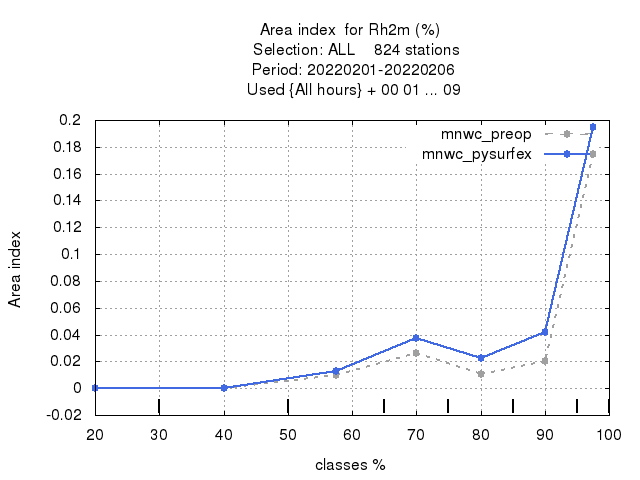 Area index  for Rh2m (%)
Selection: ALL    824 stations
Period: 20220201-20220206
Used {All hours} + 00 01 ... 09
mnwc_preop
mnwc_pysurfex
Area index
0.2
0.18
0.16
0.14
0.12
0.1
0.08
0.06
0.04
0.02
0
-0.02
20 30 40 50 60 70 80 90 100
classes %